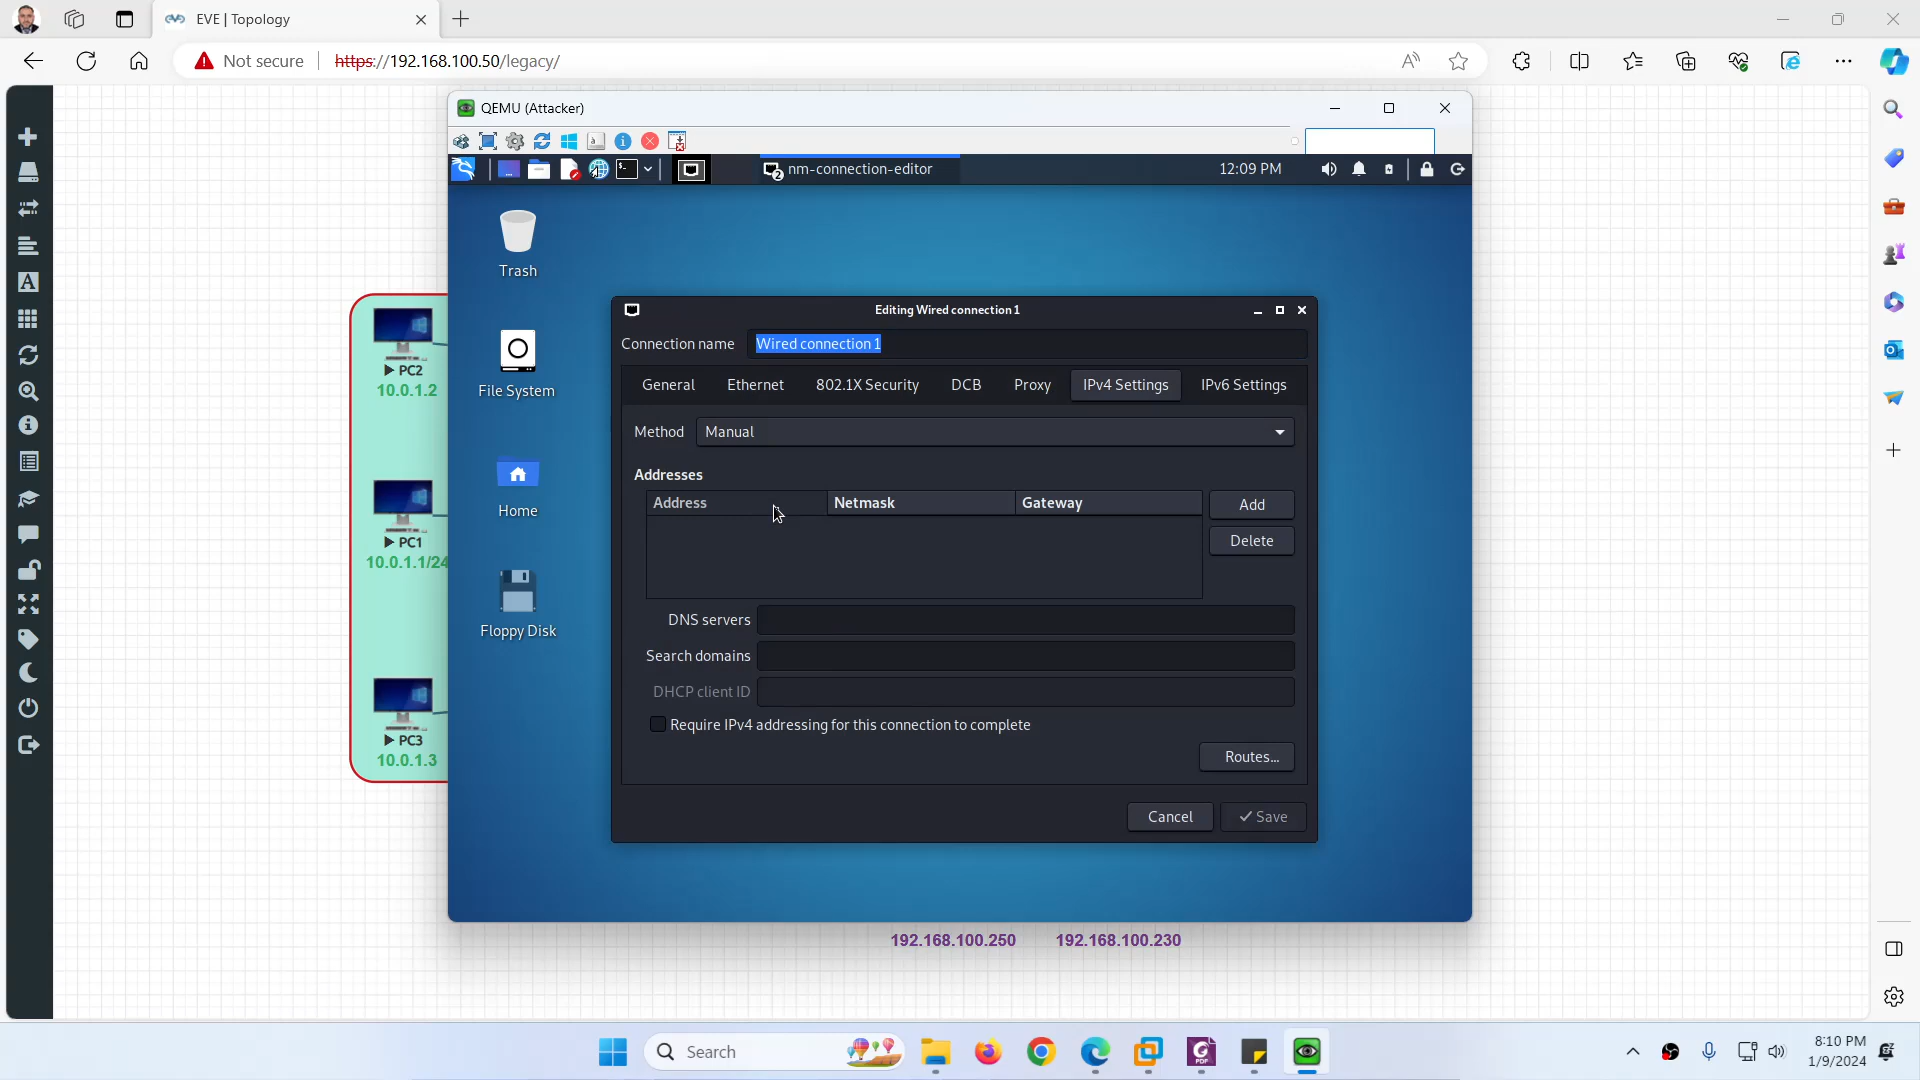 EVE | Topology
Not secure
https://192.168.100.50/legacy/
QEMU (Attacker)
nm-connection-editor
12:09 PM
Trash
File System
Home
Floppy Disk
PC2
10.0.1.2
PC1
10.0.1.1/24
PC3
10.0.1.3
Editing Wired connection 1
Connection name
Wired connection 1
General
Ethernet
802.1X Security
DCB
Proxy
IPv4 Settings
IPv6 Settings
Method
Manual
Addresses
Address
Netmask
Gateway
Add
Delete
DNS servers
Search domains
DHCP client ID
Require IPv4 addressing for this connection to complete
Routes...
Cancel
Save
192.168.100.250
192.168.100.230
Search
8:10 PM
1/9/2024